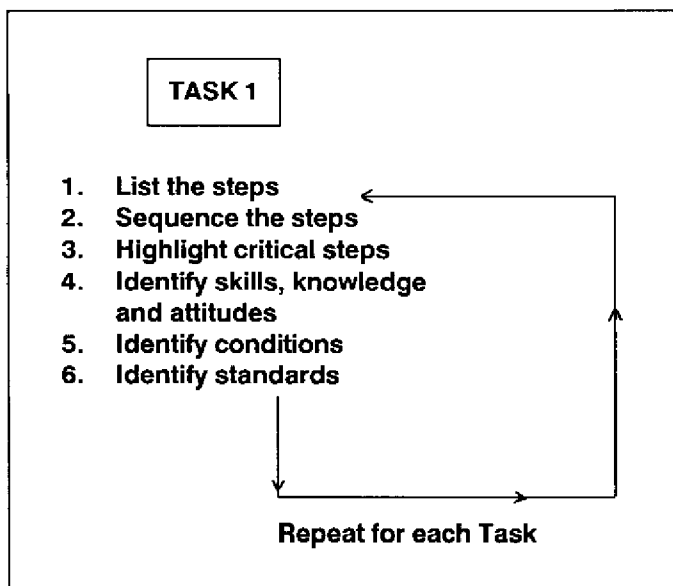 TASK 1
1. List the steps
2. Sequence the steps
3. Highlight critical steps
4. Identify skills, knowledge
and attitudes
5. Identify conditions
6. Identify standards
Repeat for each Task